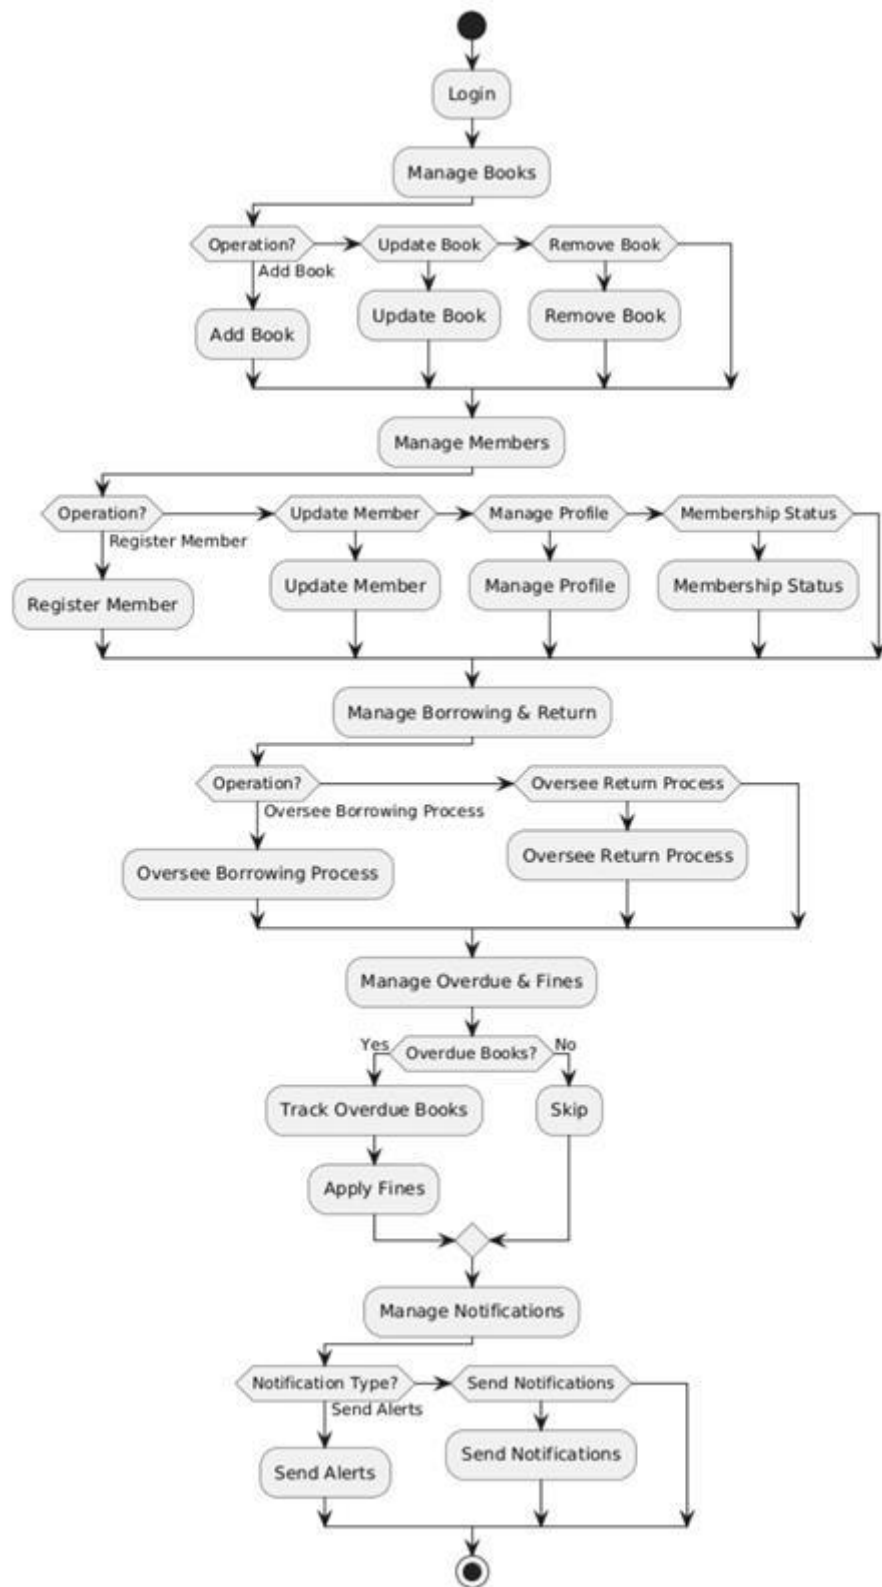 Login
Manage Books
Operation?
Update Book
Remove Book
Add Book
Add Book
Update Book
Remove Book
Manage Members
Operation?
Update Member
Manage Profile
Membership Status
Register Member
Register Member
Update Member
Manage Profile
Membership Status
Manage Borrowing & Return
Operation?
Oversee Return Process
Oversee Borrowing Process
Oversee Borrowing Process
Oversee Return Process
Manage Overdue & Fines
Yes
Overdue Books?
No
Track Overdue Books
Skip
Apply Fines
Manage Notifications
Notification Type?
Send Notifications
Send Alerts
Send Alerts
Send Notifications